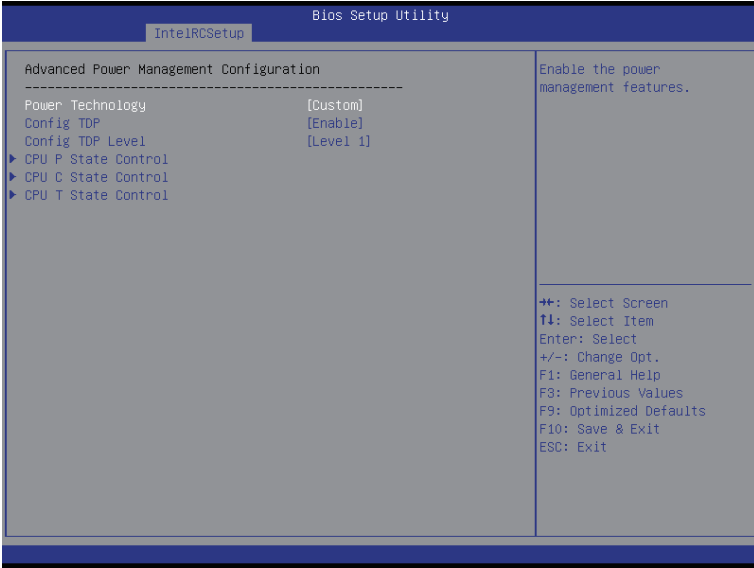 Bios Setup Utility
IntelRCSetup
Advanced Power Management Configuration
--------------------------------------------------
Power Technology [Custom]
Config TDP [Enable]
Config TDP Level [Level 1]
CPU P State Control
CPU C State Control
CPU T State Control
Enable the power
management features.
→←: Select Screen
↑↓: Select Item
Enter: Select
+/-: Change Opt.
F1: General Help
F3: Previous Values
F9: Optimized Defaults
F10: Save & Exit
ESC: Exit